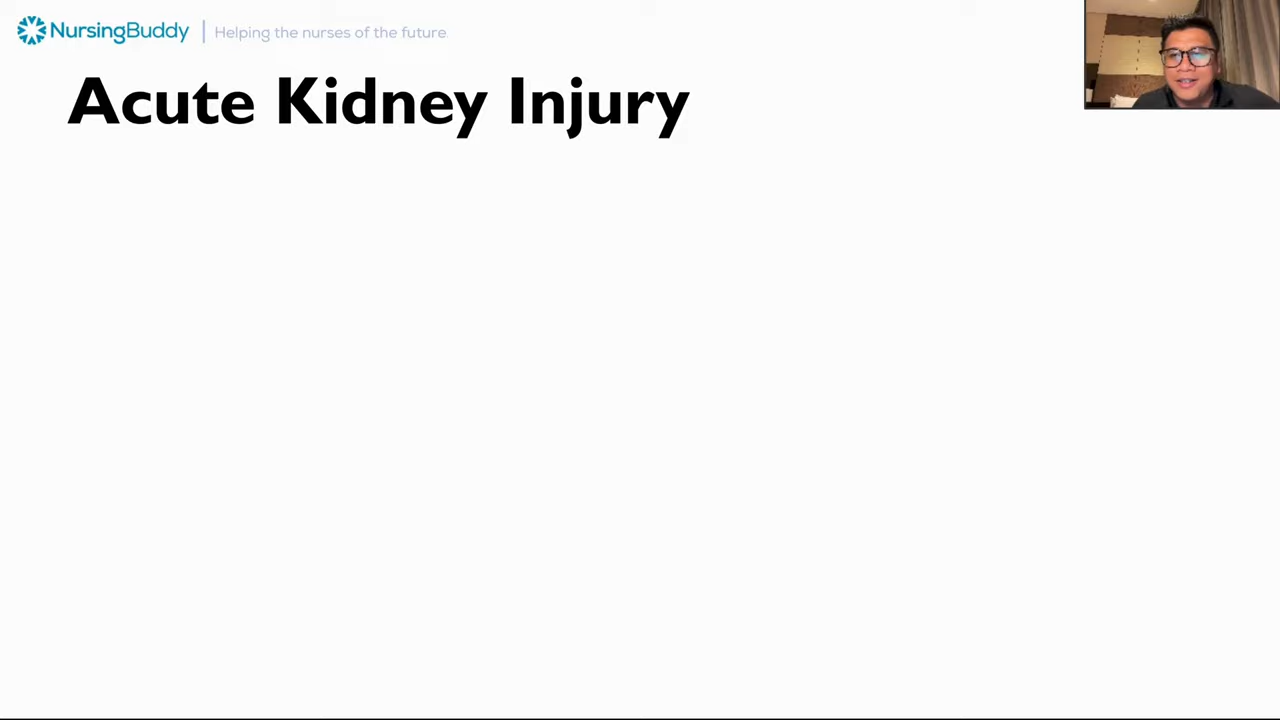 NursingBuddy | Helping the nurses of the future.
Acute Kidney Injury